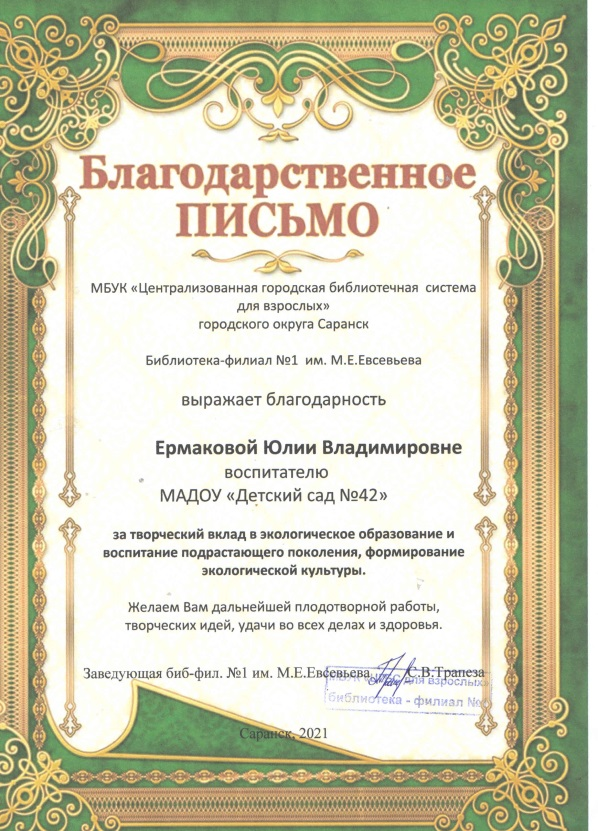 Благодарственное
ПИСЬМО
МБУК «Централизованная городская библиотечная система
для взрослых»
городского округа Саранск
Библиотека-филиал №1 им. М.Е.Евсевьева
выражает благодарность
Ермаковой Юлии Владимировне
воспитателю
МАДОУ «Детский сад №42»
за творческий вклад в экологическое образование и
воспитание подрастающего поколения, формирование
экологической культуры.
Желаем Вам дальнейшей плодотворной работы,
творческих идей, удачи во всех делах и здоровья.
Заведующая биб-фил. №1 им. М.Е.Евсевьева С.В.Трапеза
МБУК «ЦГБС для взрослых»
библиотека - филиал №
Саранск, 2021